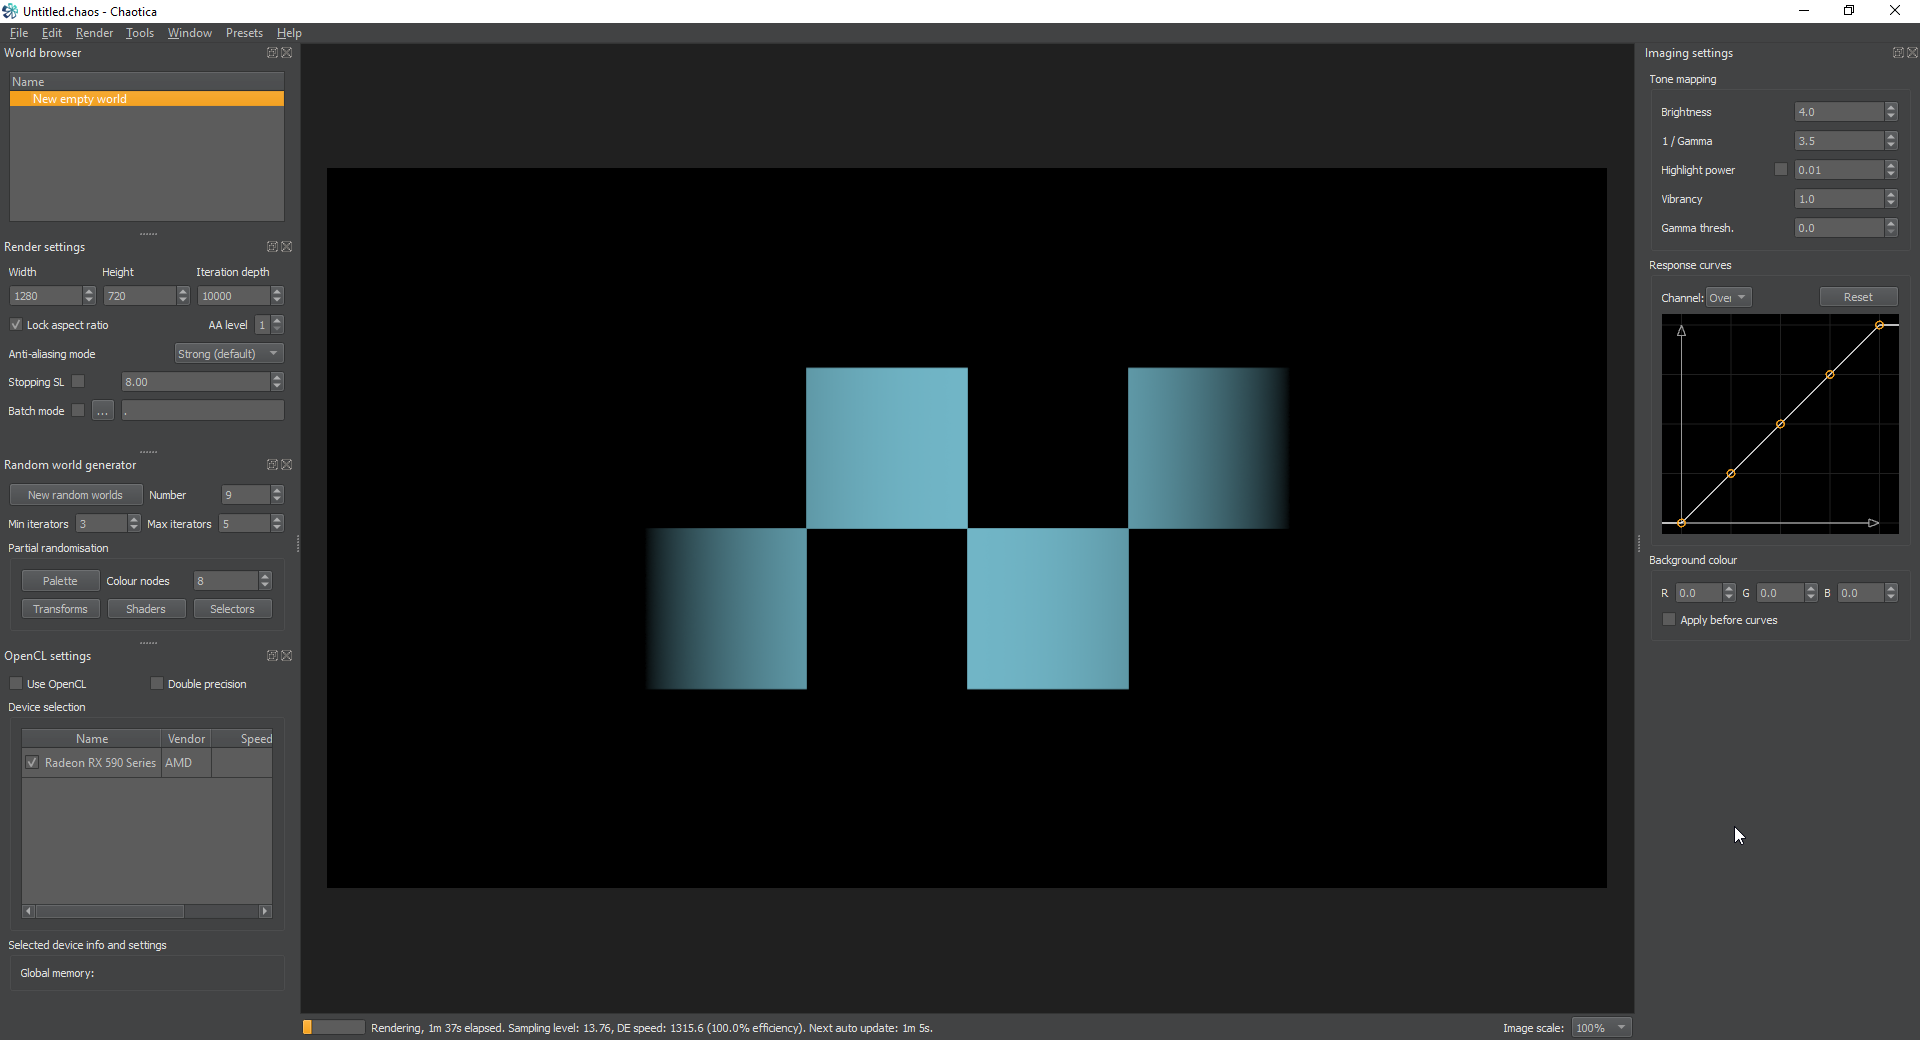 Untitled.chaos - Chaotica
File Edit Render Tools Window Presets Help
World browser
Name
New empty world
Render settings
Width Height Iteration depth
1280 720 10000
Lock aspect ratio AA level 1
Anti-aliasing mode Strong (default)
Stopping SL 8.00
Batch mode ... .
Random world generator
New random worlds Number 9
Min iterators 3 Max iterators 5
Partial randomisation
Palette Colour nodes 8
Transforms Shaders Selectors
OpenCL settings
Use OpenCL Double precision
Device selection
Name Vendor Speed
Radeon RX 590 Series AMD
Selected device info and settings
Global memory:
Rendering, 1m 37s elapsed. Sampling level: 13.76, DE speed: 1315.6 (100.0% efficiency). Next auto update: 1m 5s.
Image scale: 100%
Imaging settings
Tone mapping
Brightness 4.0
1 / Gamma 3.5
Highlight power 0.01
Vibrancy 1.0
Gamma thresh. 0.0
Response curves
Channel: Over Reset
Background colour
R 0.0 G 0.0 B 0.0
Apply before curves